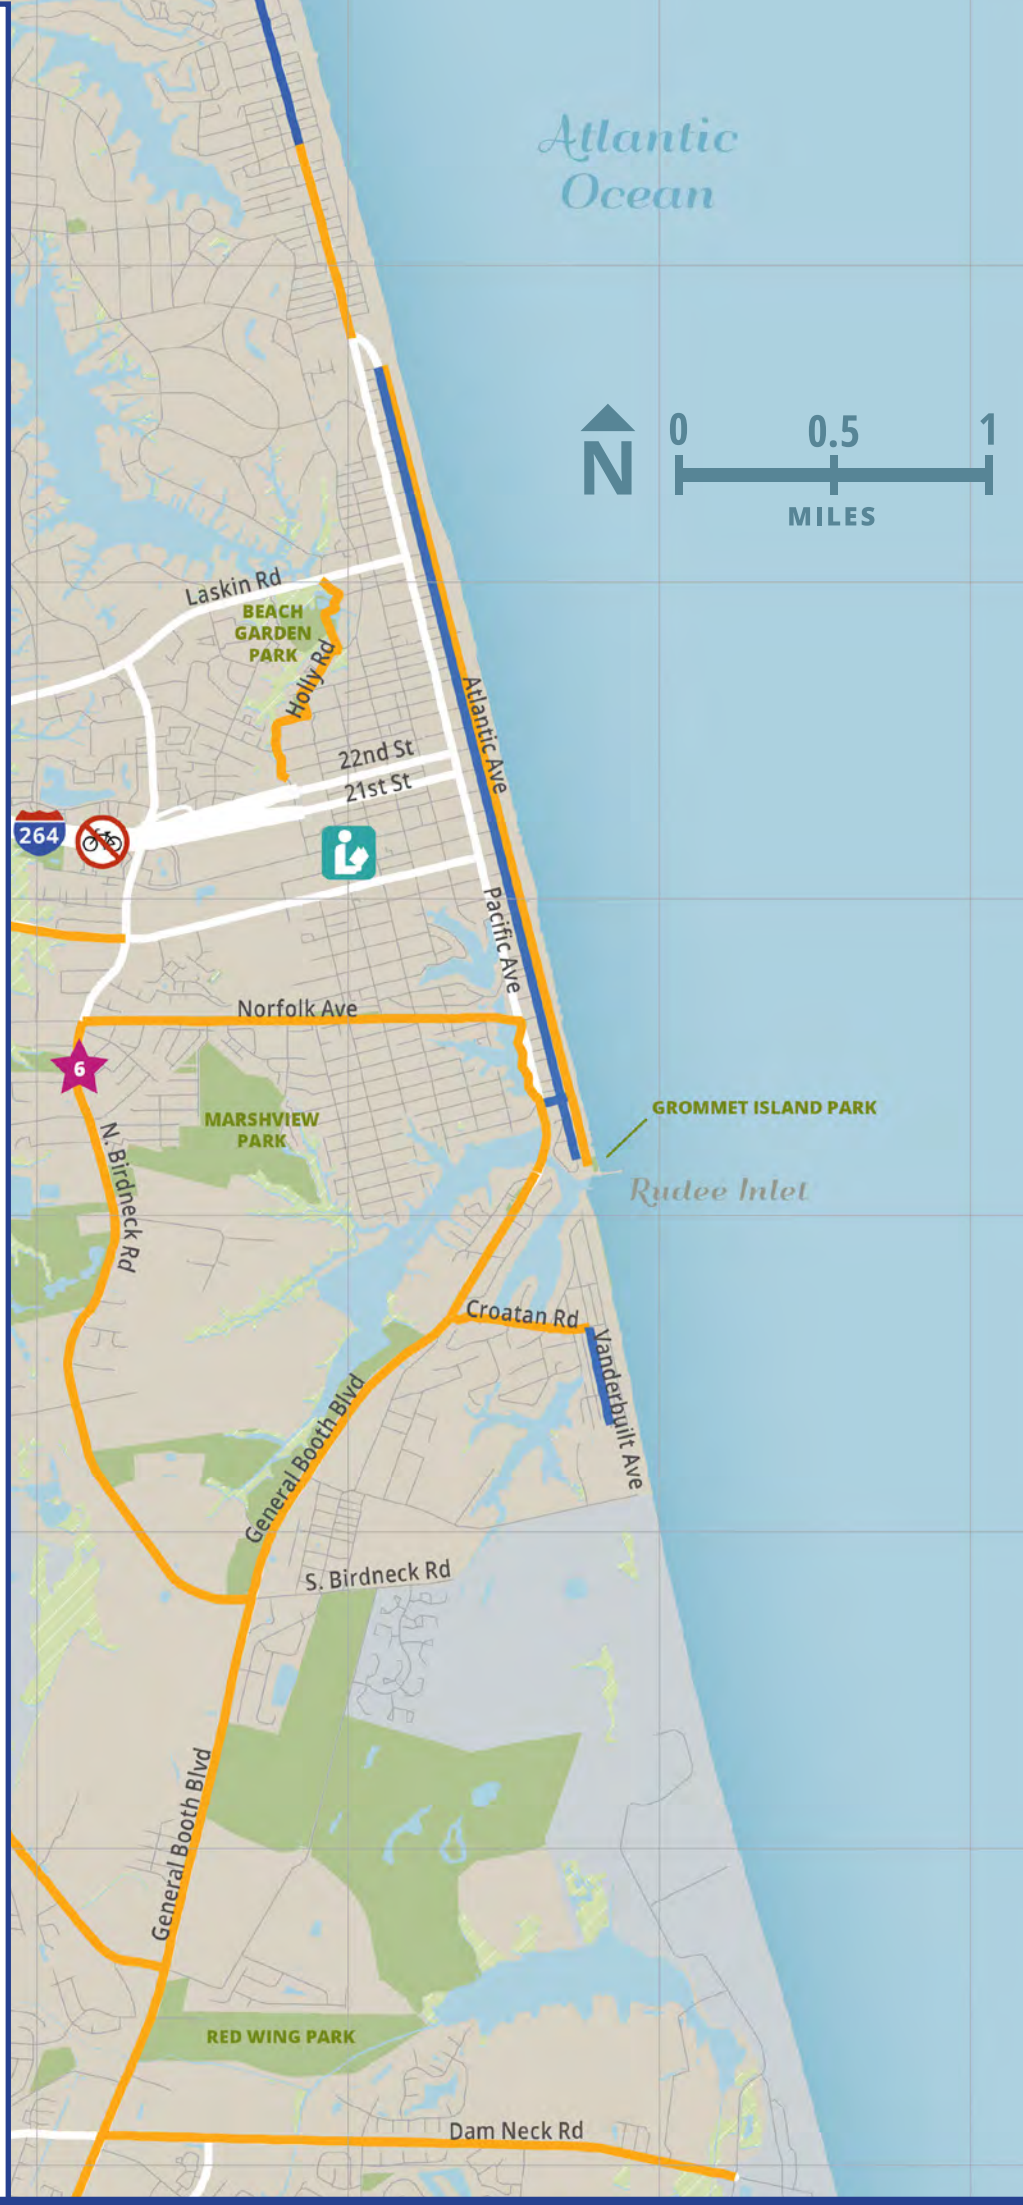 Atlantic
Ocean
N
0
0.5
1
MILES
Laskin Rd
BEACH
GARDEN
PARK
Holly Rd
Atlantic Ave
22nd St
21st St
264
Pacific Ave
Norfolk Ave
6
MARSHVIEW
PARK
GROMMET ISLAND PARK
N. Birdneck Rd
Rudee Inlet
Croatan Rd
Vanderbuilt Ave
General Booth Blvd
S. Birdneck Rd
General Booth Blvd
RED WING PARK
Dam Neck Rd